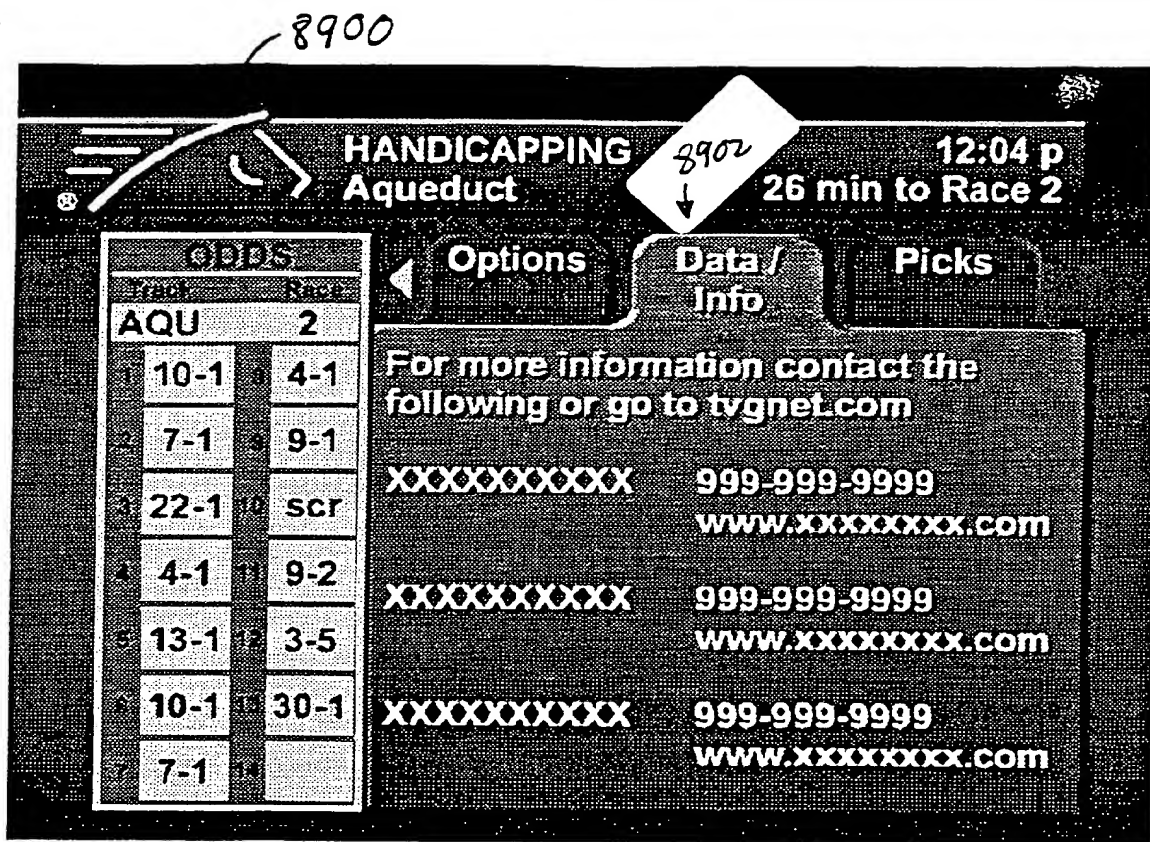 8900
HANDICAPPING
Aqueduct
8902
12:04 p
26 min to Race 2
®
ODDS
Track Race
AQU 2
1 10-1 8 4-1
2 7-1 9 9-1
3 22-1 10 scr
4 4-1 11 9-2
5 13-1 12 3-5
6 10-1 13 30-1
7 7-1 14
Options
Data /
Info
Picks
For more information contact the
following or go to tvgnet.com
XXXXXXXXXX 999-999-9999
www.xxxxxxxx.com
XXXXXXXXXX 999-999-9999
www.xxxxxxxx.com
XXXXXXXXXX 999-999-9999
www.xxxxxxxx.com